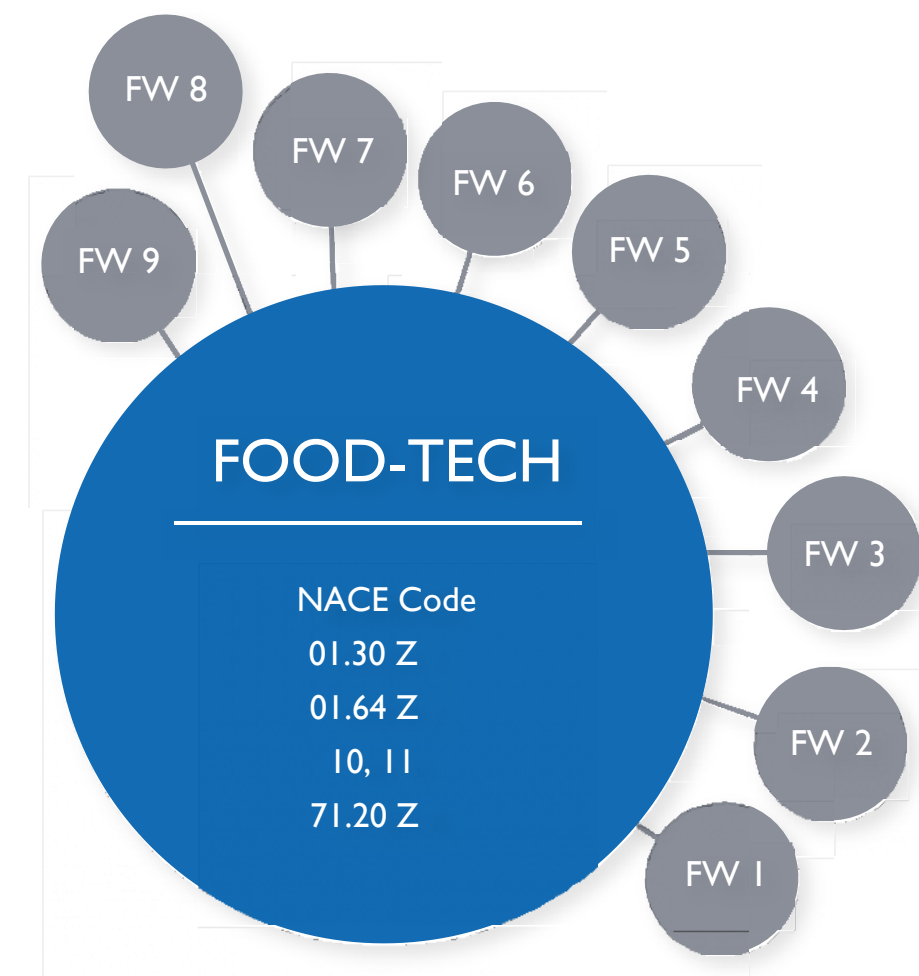 FW 8
FW 7
FW 6
FW 9
FW 5
FW 4
FOOD-TECH
FW 3
NACE Code
01.30 Z
01.64 Z
10, 11
FW 2
71.20 Z
FW 1